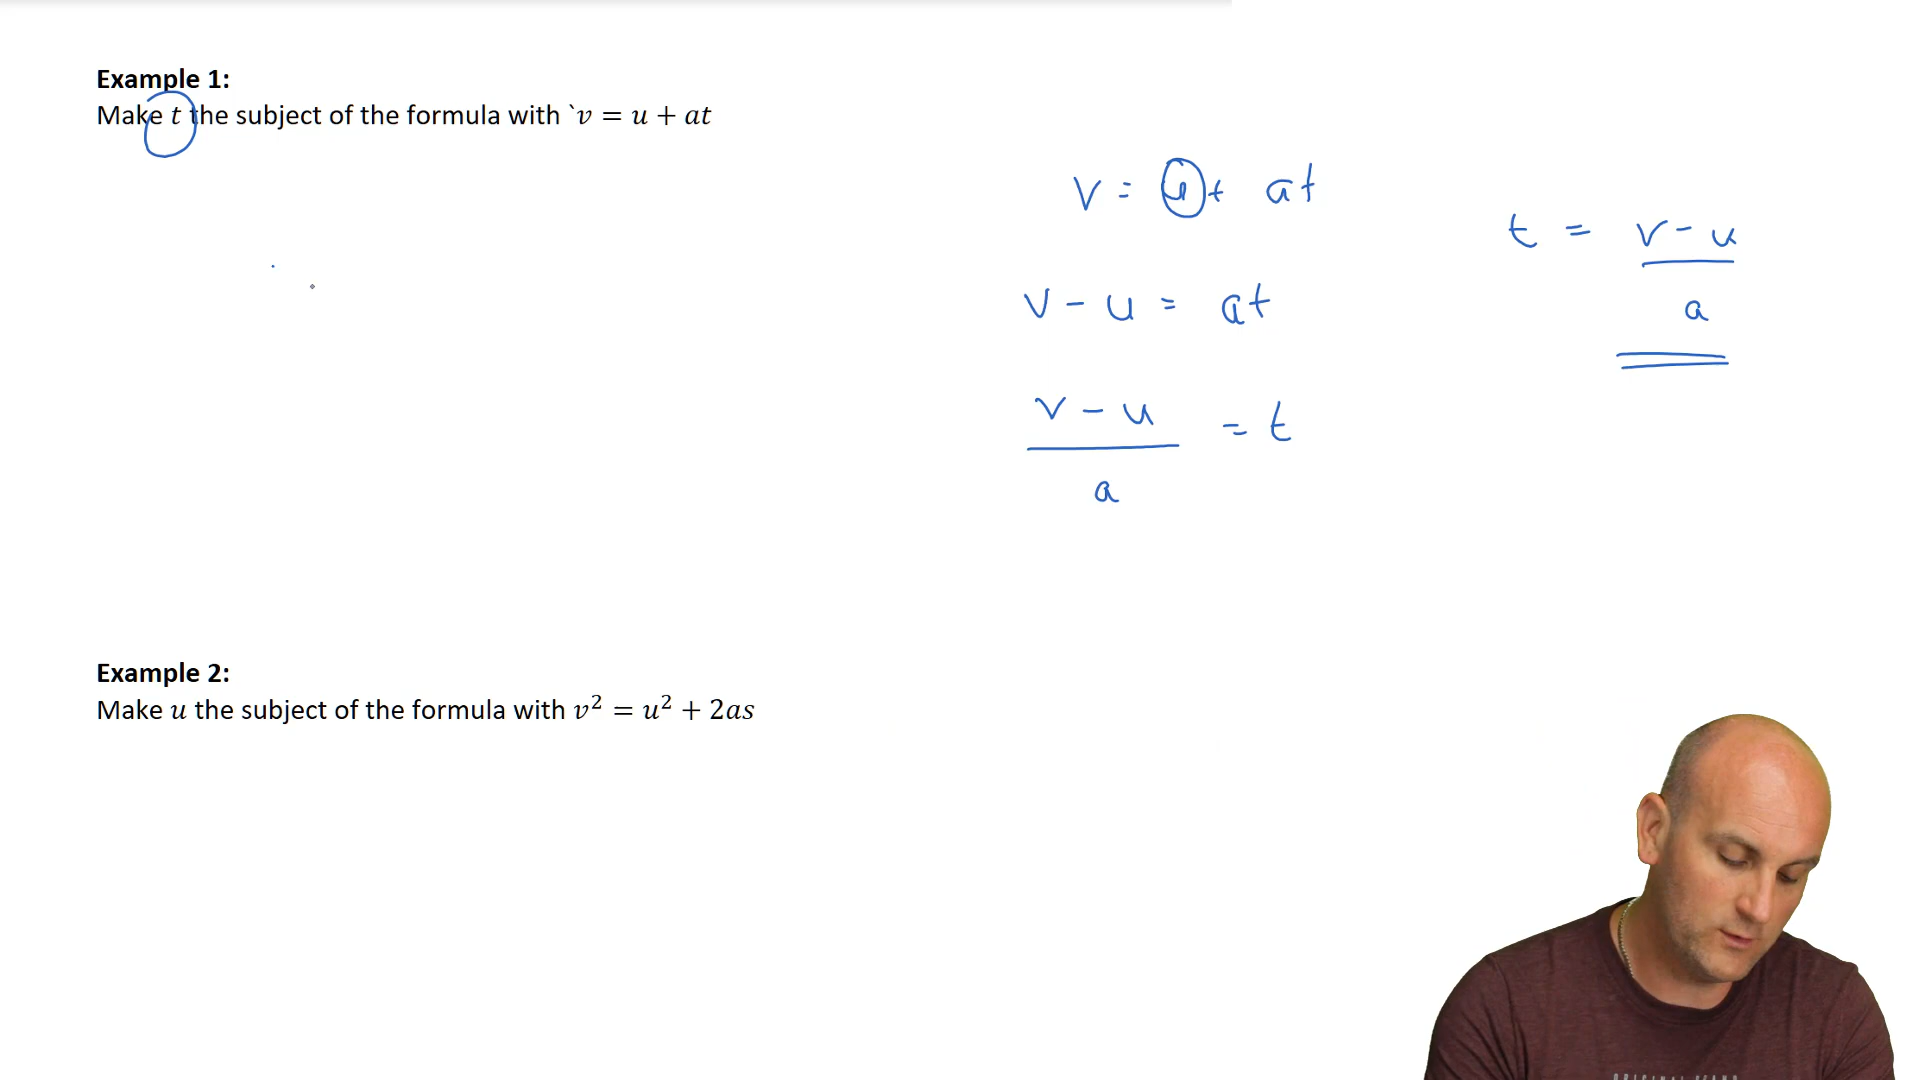 Example 1:
Make t the subject of the formula with `v = u + at
v = u + at
v - u = at
v - u
a
= t
t = v - u
a
Example 2:
Make u the subject of the formula with v² = u² + 2as